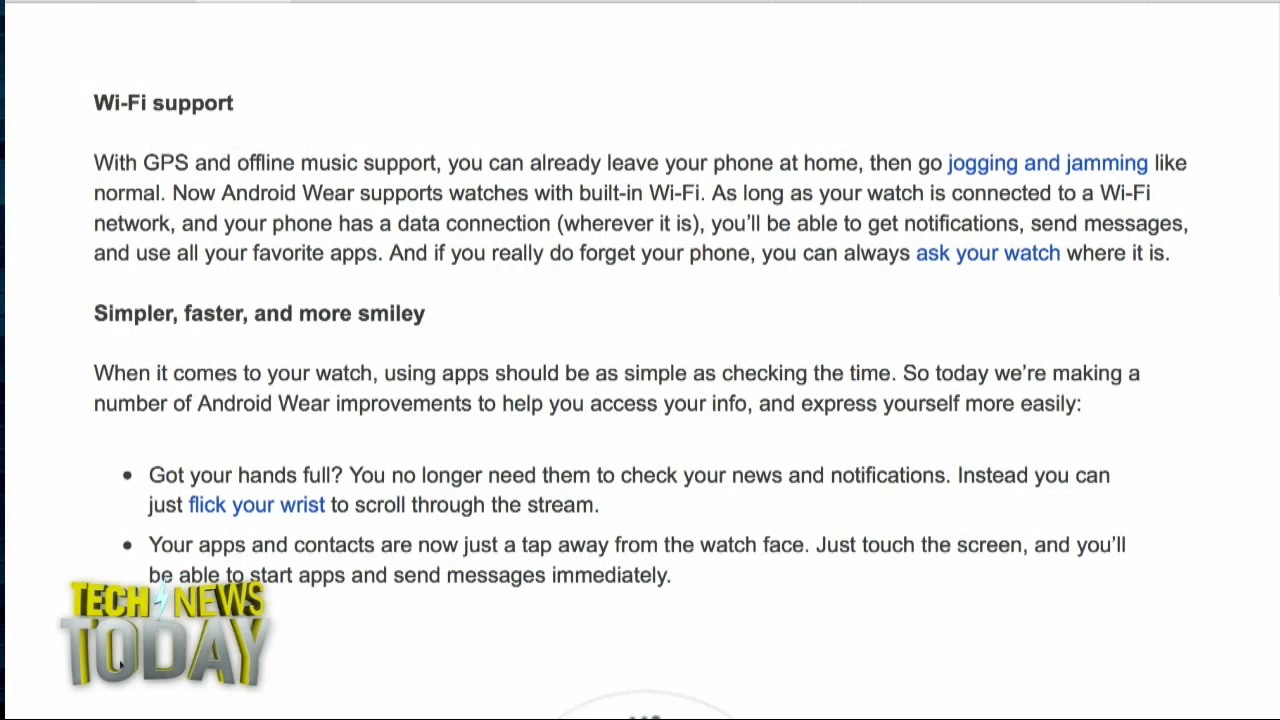 Wi-Fi support
With GPS and offline music support, you can already leave your phone at home, then go jogging and jamming like
normal. Now Android Wear supports watches with built-in Wi-Fi. As long as your watch is connected to a Wi-Fi
network, and your phone has a data connection (wherever it is), you’ll be able to get notifications, send messages,
and use all your favorite apps. And if you really do forget your phone, you can always ask your watch where it is.
Simpler, faster, and more smiley
When it comes to your watch, using apps should be as simple as checking the time. So today we’re making a
number of Android Wear improvements to help you access your info, and express yourself more easily:
Got your hands full? You no longer need them to check your news and notifications. Instead you can
just flick your wrist to scroll through the stream.
Your apps and contacts are now just a tap away from the watch face. Just touch the screen, and you’ll
be able to start apps and send messages immediately.
TECH NEWS
TODAY